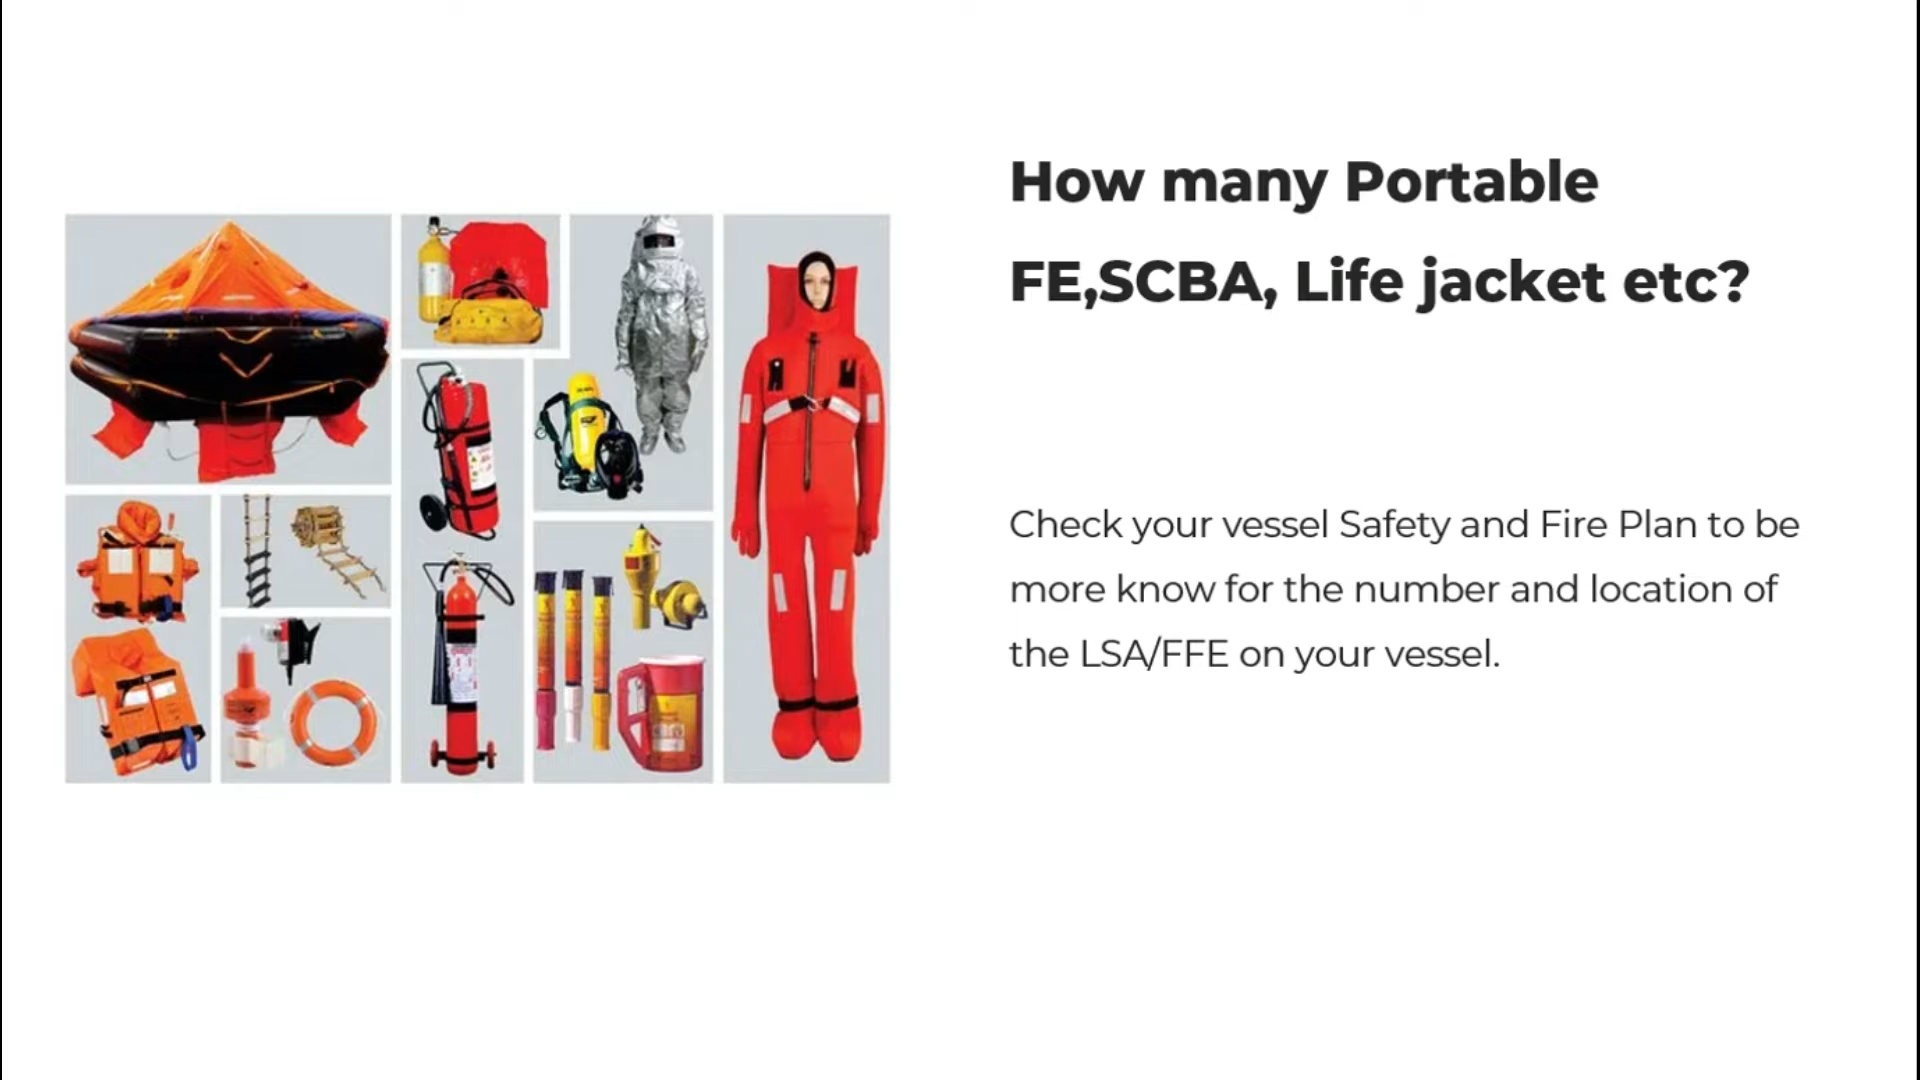 How many Portable
FE,SCBA, Life jacket etc?
Check your vessel Safety and Fire Plan to be
more know for the number and location of
the LSA/FFE on your vessel.